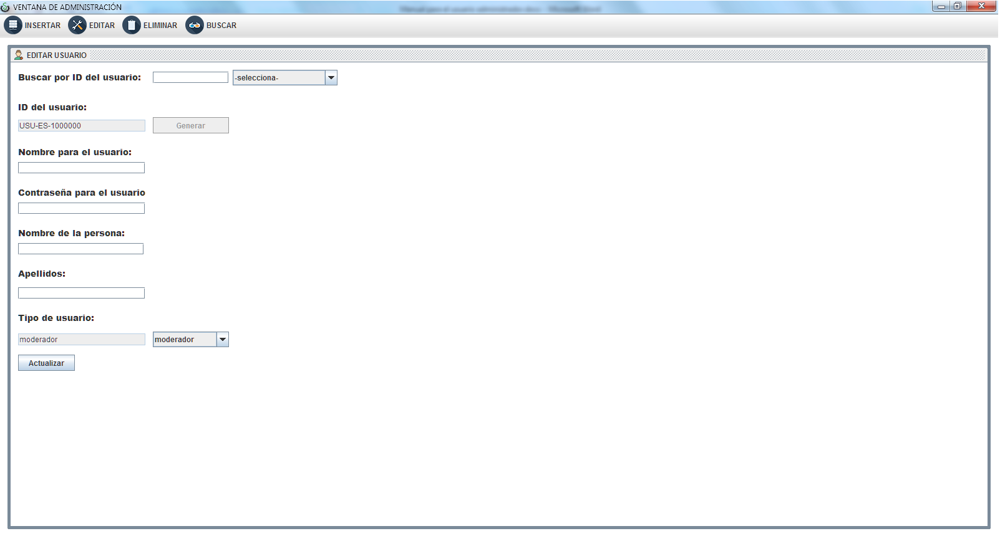 VENTANA DE ADMINISTRACIÓN
INSERTAR EDITAR ELIMINAR BUSCAR
EDITAR USUARIO
Buscar por ID del usuario: -selecciona-
ID del usuario:
USU-ES-1000000 Generar
Nombre para el usuario:
Contraseña para el usuario
Nombre de la persona:
Apellidos:
Tipo de usuario:
moderador moderador
Actualizar